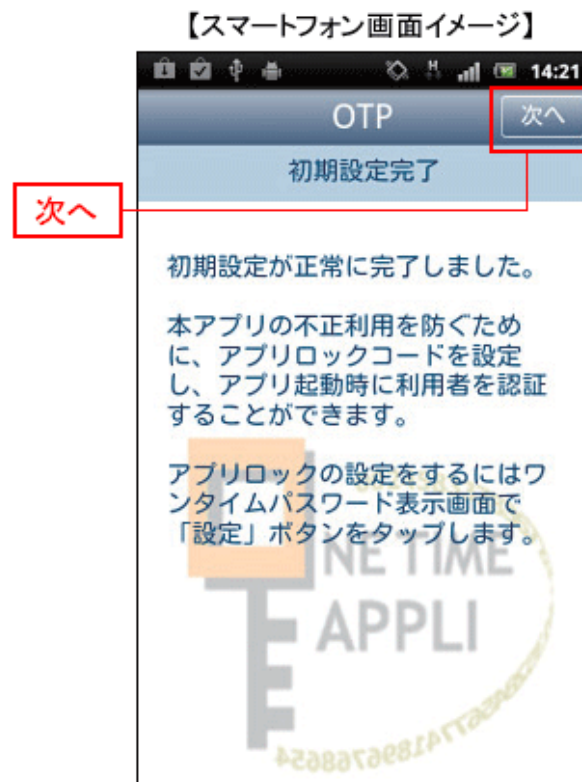 【スマートフォン画面イメージ】
14:21
OTP
次へ
初期設定完了
次へ
初期設定が正常に完了しました。
本アプリの不正利用を防ぐため
に、アプリロックコードを設定
し、アプリ起動時に利用者を認証
することができます。
アプリロックの設定をするにはワ
ンタイムパスワード表示画面で
「設定」ボタンをタップします。
NE TIME
APPLI